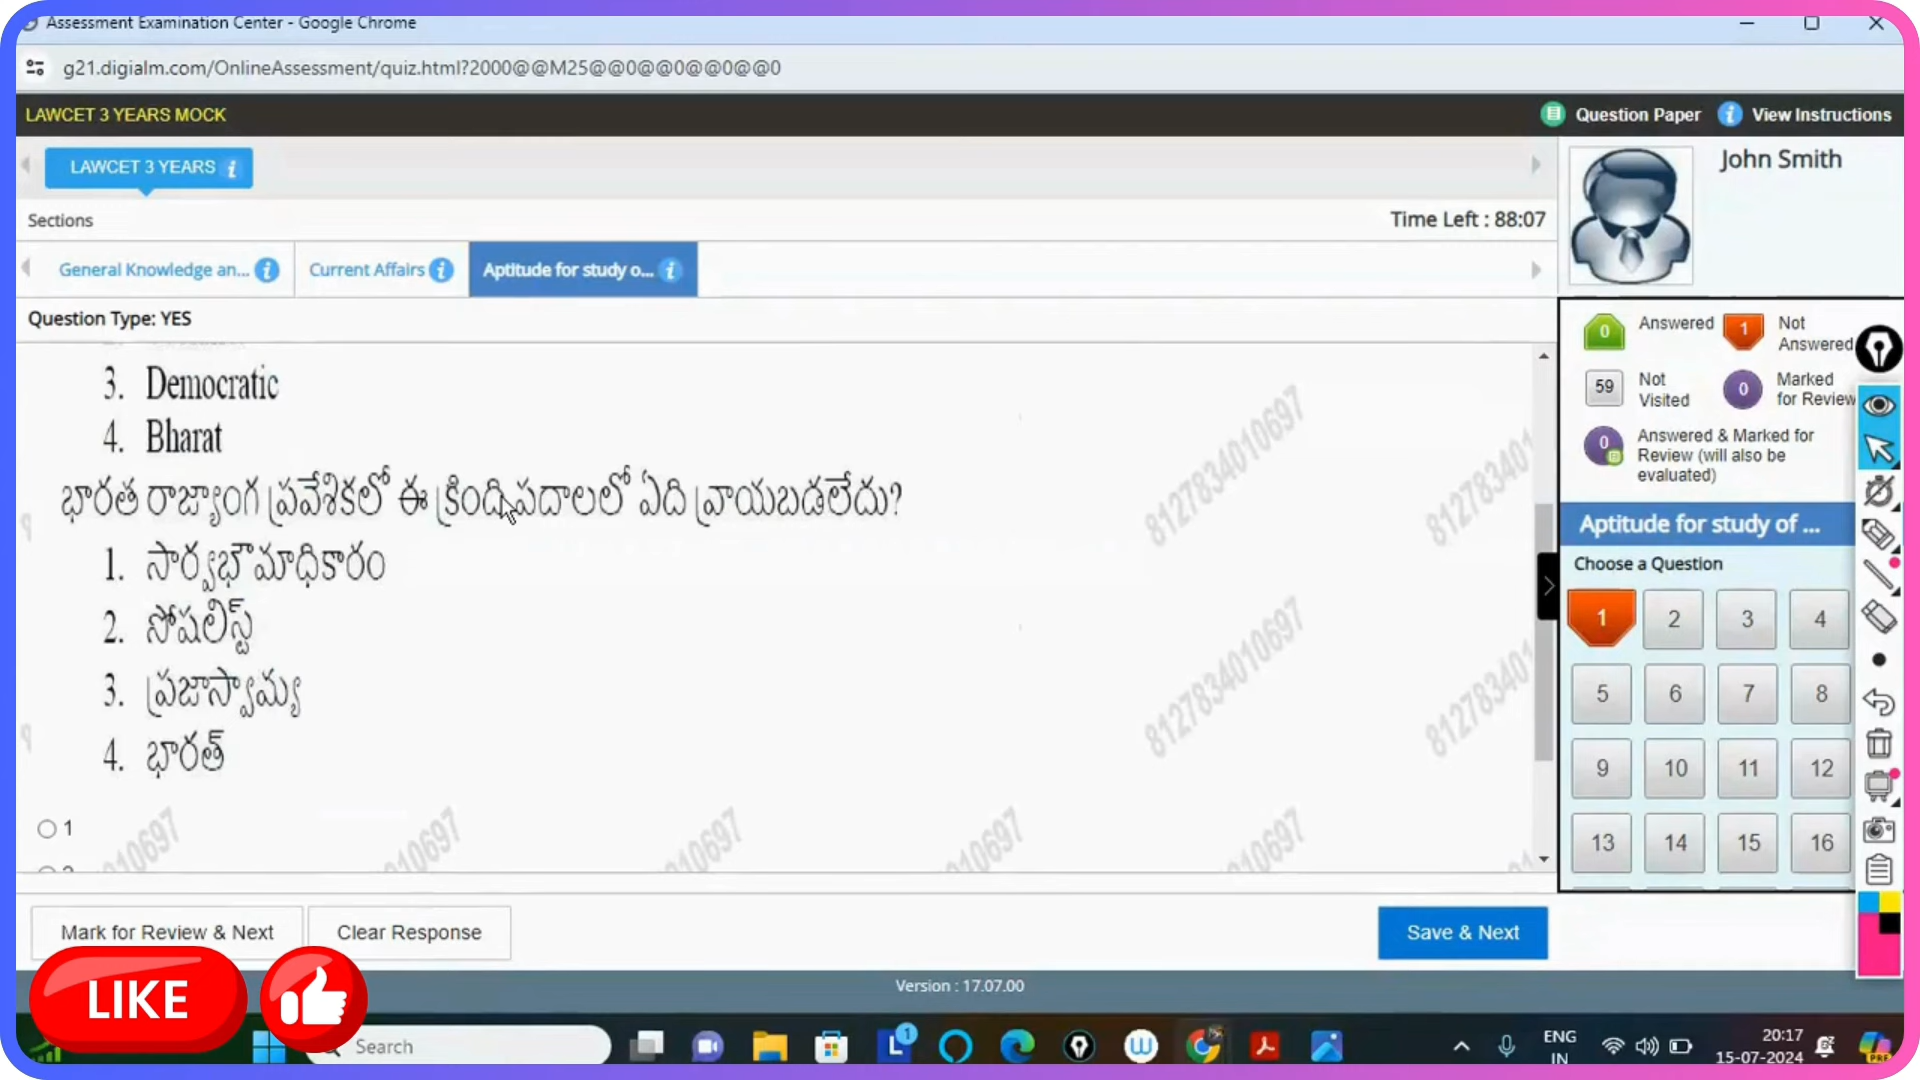 Assessment Examination Center - Google Chrome
g21.digialm.com/OnlineAssessment/quiz.html?2000@@M25@@0@@0@@0@@0
LAWCET 3 YEARS MOCK
Question Paper
View Instructions
LAWCET 3 YEARS
John Smith
Sections
Time Left : 88:07
General Knowledge an...
Current Affairs
Aptitude for study o...
Question Type: YES
0 Answered
1 Not Answered
59 Not Visited
0 Marked for Review
0 Answered & Marked for Review (will also be evaluated)
3. Democratic
4. Bharat
భారత రాజ్యాంగ ప్రవేశికలో ఈ క్రింది పదాలలో ఏది వ్రాయబడలేదు?
1. సార్వభౌమాధికారం
2. సోషలిస్ట్
3. ప్రజాస్వామ్య
4. భారత్
1
812783401069​7
812783401069​7
Aptitude for study of ...
Choose a Question
1 2 3 4
5 6 7 8
9 10 11 12
13 14 15 16
Mark for Review & Next
Clear Response
Save & Next
Version : 17.07.00
LIKE
Search
ENG
IN
20:17
15-07-2024